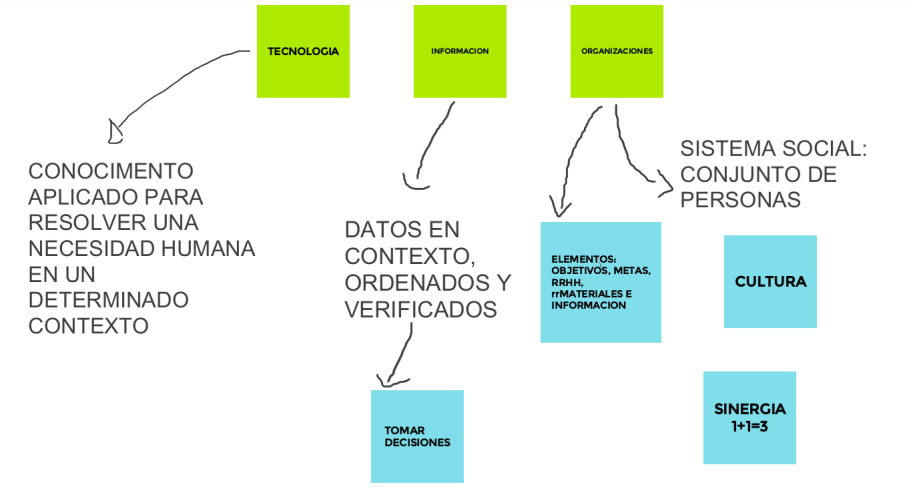 TECNOLOGIA
INFORMACION
ORGANIZACIONES
CONOCIMENTO
APLICADO PARA
RESOLVER UNA
NECESIDAD HUMANA
EN UN
DETERMINADO
CONTEXTO
DATOS EN
CONTEXTO,
ORDENADOS Y
VERIFICADOS
TOMAR
DECISIONES
SISTEMA SOCIAL:
CONJUNTO DE
PERSONAS
ELEMENTOS:
OBJETIVOS, METAS,
RRHH,
rrMATERIALES E
INFORMACION
CULTURA
SINERGIA
1+1=3